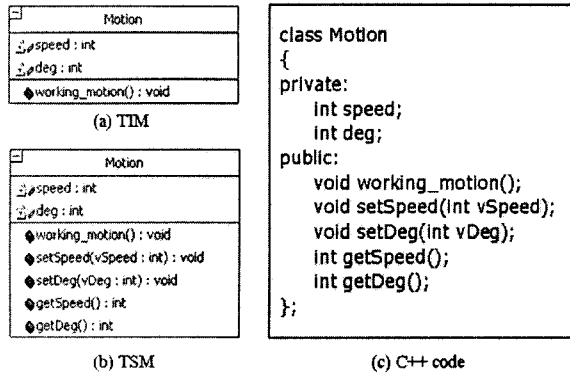 Motion
speed : int
deg : int
working_motion() : void
(a) TIM
Motion
speed : int
deg : int
working_motion() : void
setSpeed(vSpeed : int) : void
setDeg(vDeg : int) : void
getSpeed() : int
getDeg() : int
(b) TSM
class Motion
{
private:
int speed;
int deg;
public:
void working_motion();
void setSpeed(int vSpeed);
void setDeg(int vDeg);
int getSpeed();
int getDeg();
};
(c) C++ code